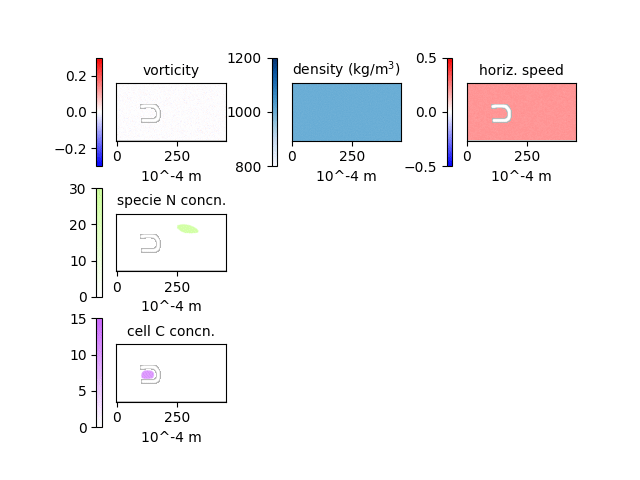 vorticity
0.2
0.0
−0.2
0 250
10^-4 m
density (kg/m³)
1200
1000
800
0 250
10^-4 m
horiz. speed
0.5
0.0
−0.5
0 250
10^-4 m
specie N concn.
30
20
10
0
0 250
10^-4 m
cell C concn.
15
10
5
0
0 250
10^-4 m